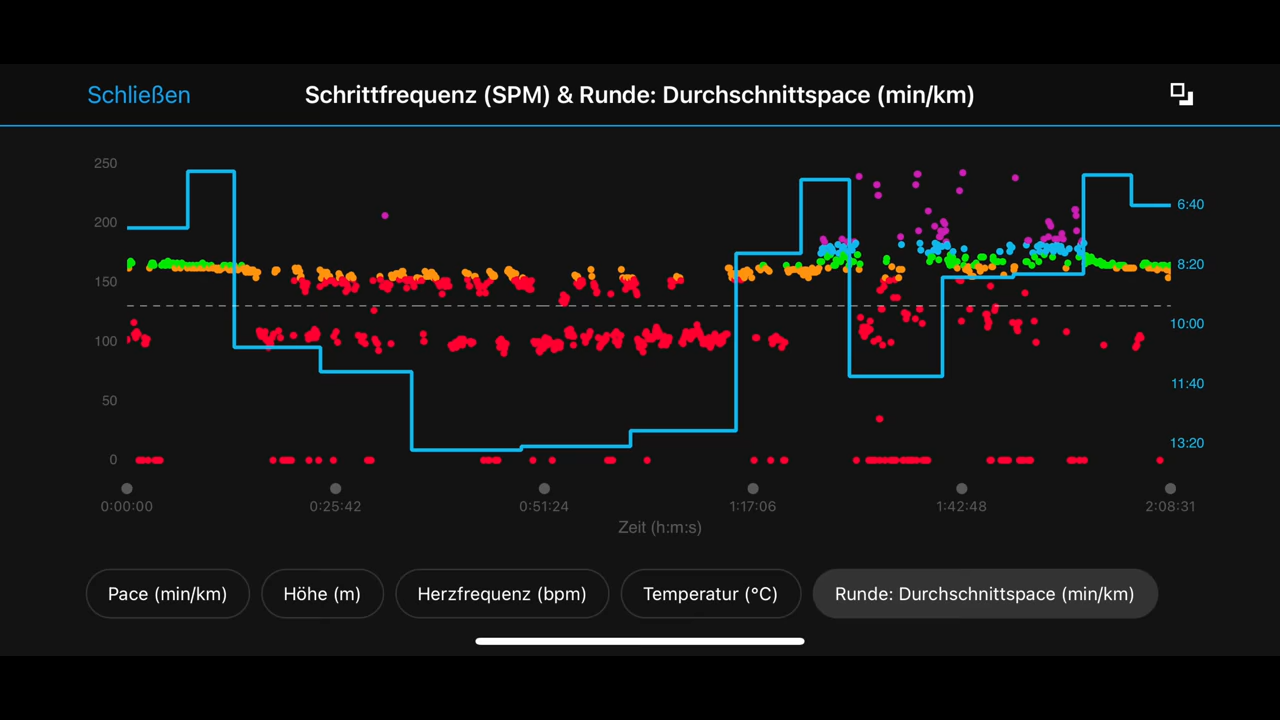 Schließen
Schrittfrequenz (SPM) & Runde: Durchschnittspace (min/km)
250
200
150
100
50
0
6:40
8:20
10:00
11:40
13:20
0:00:00
0:25:42
0:51:24
1:17:06
1:42:48
2:08:31
Zeit (h:m:s)
Pace (min/km)
Höhe (m)
Herzfrequenz (bpm)
Temperatur (°C)
Runde: Durchschnittspace (min/km)